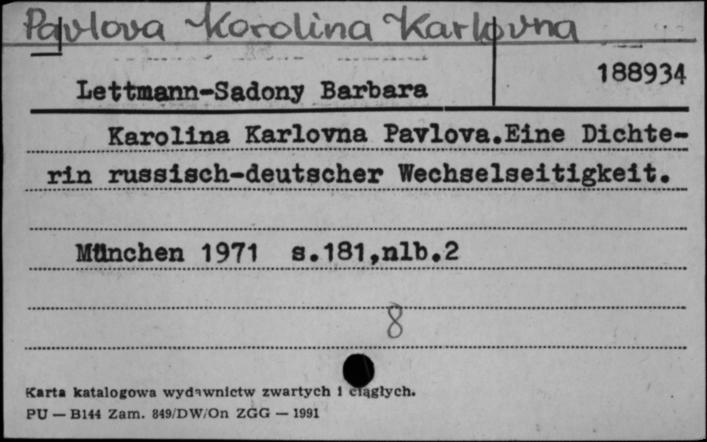 Pavlova Karolina Karlovna
188934
Lettmann-Sadony Barbara
Karolina Karlovna Pavlova.Eine Dichte-
rin russisch-deutscher Wechselseitigkeit.
München 1971 s.181,nlb.2
8
Karta katalogowa wydawnictw zwartych i ciągłych.
PU — B144 Zam. 849/DW/On ZGG — 1991